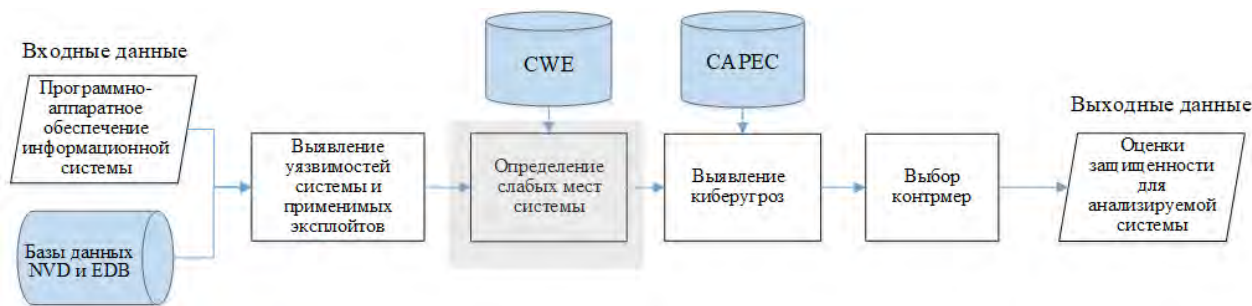 Входные данные
Программно-
аппаратное
обеспечение
информационной
системы
Базы данных
NVD и EDB
Выявление
уязвимостей
системы и
применимых
эксплойтов
CWE
Определение
слабых мест
системы
CAPEC
Выявление
киберугроз
Выбор
контрмер
Выходные данные
Оценки
защищенности
для
анализируемой
системы